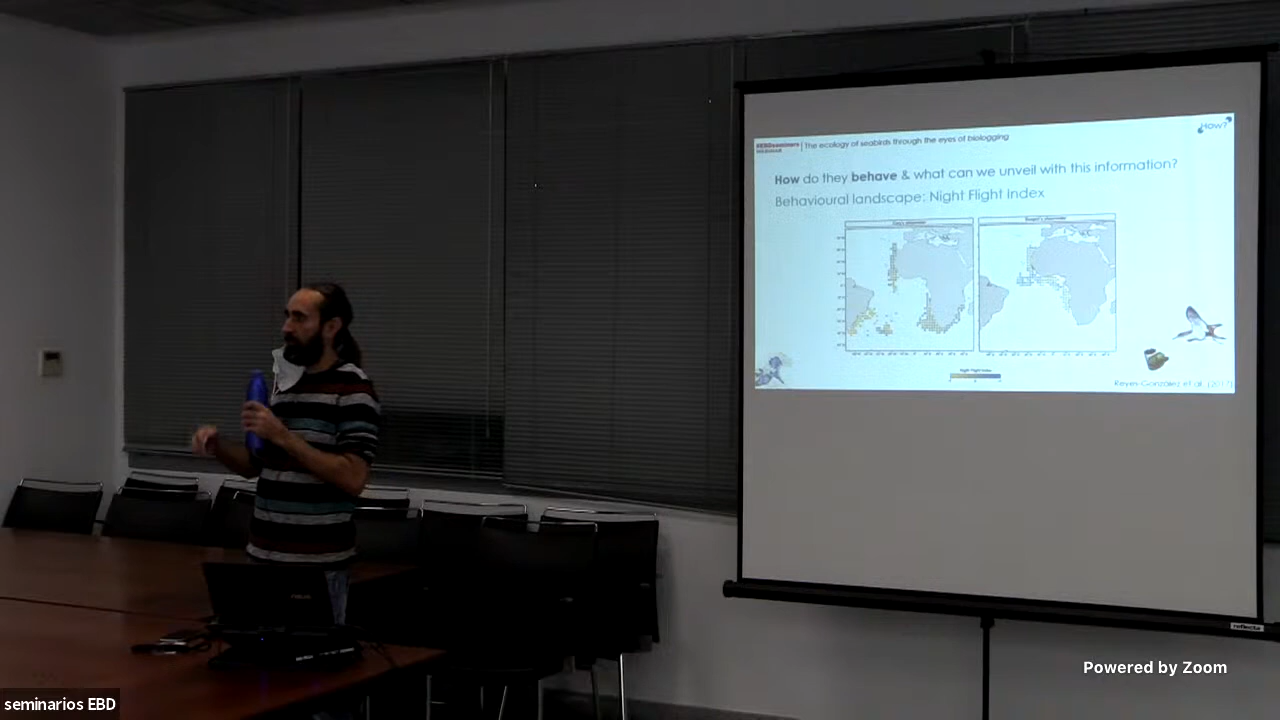 #EBDseminars
The ecology of seabirds through the eyes of biologging
How?
How do they behave & what can we unveil with this information?
Behavioural landscape: Night Flight Index
Night Flight Index
Reyes-González et al. (2017)
reflecta
ASUS
Powered by Zoom
seminarios EBD